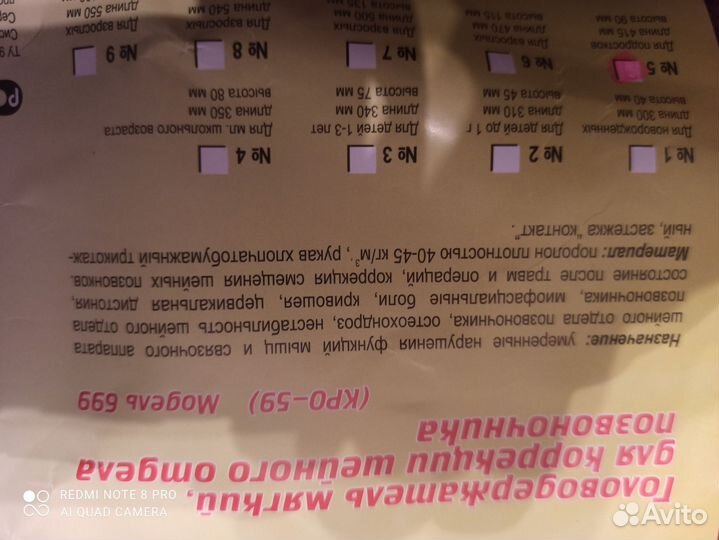 Головодержатель мягкий,
для коррекции шейного отдела
позвоночника
(КРО–59) Модель 699
Назначение: умеренные нарушения функций мышц и связочного аппарата
шейного отдела позвоночника, остеохондроз, нестабильность шейного отдела
позвоночника, миофасциальные боли, кривошея, цервикальная дистония,
состояние после травм и операций, коррекция смещения шейных позвонков.
Материал: поролон плотностью 40-45 кг/м³, рукав хлопчатобумажный трикотаж-
ный, застежка "контакт".
№ 1 № 2 № 3 № 4
Для новорожденных Для детей до 1 г Для детей 1-3 лет Для мл. школьного возраста
длина 300 мм длина 310 мм длина 340 мм длина 350 мм
высота 40 мм высота 45 мм высота 75 мм высота 80 мм
№ 5 № 6 № 7 № 8 № 9
Для подростков Для взрослых Для взрослых Для взрослых Для взрослых
длина 415 мм длина 470 мм длина 500 мм длина 540 мм длина 550 мм
высота 90 мм высота 115 мм высота 135 мм
ТУ 9
Сис
Сер
REDMI NOTE 8 PRO
AI QUAD CAMERA
Avito